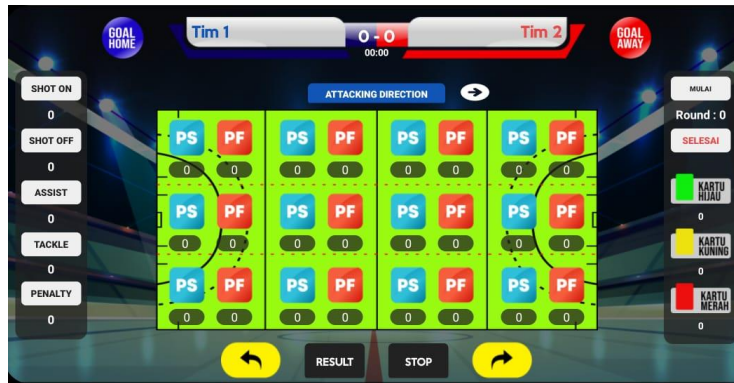 GOAL
HOME
Tim 1
0 - 0
00:00
Tim 2
GOAL
AWAY
ATTACKING DIRECTION
SHOT ON
0
SHOT OFF
0
ASSIST
0
TACKLE
0
PENALTY
0
PS PF PS PF PS PF PS PF
0 0 0 0 0 0 0 0
PS PF PS PF PS PF PS PF
0 0 0 0 0 0 0 0
PS PF PS PF PS PF PS PF
0 0 0 0 0 0 0 0
MULAI
Round : 0
SELESAI
KARTU
HIJAU
0
KARTU
KUNING
0
KARTU
MERAH
0
RESULT
STOP